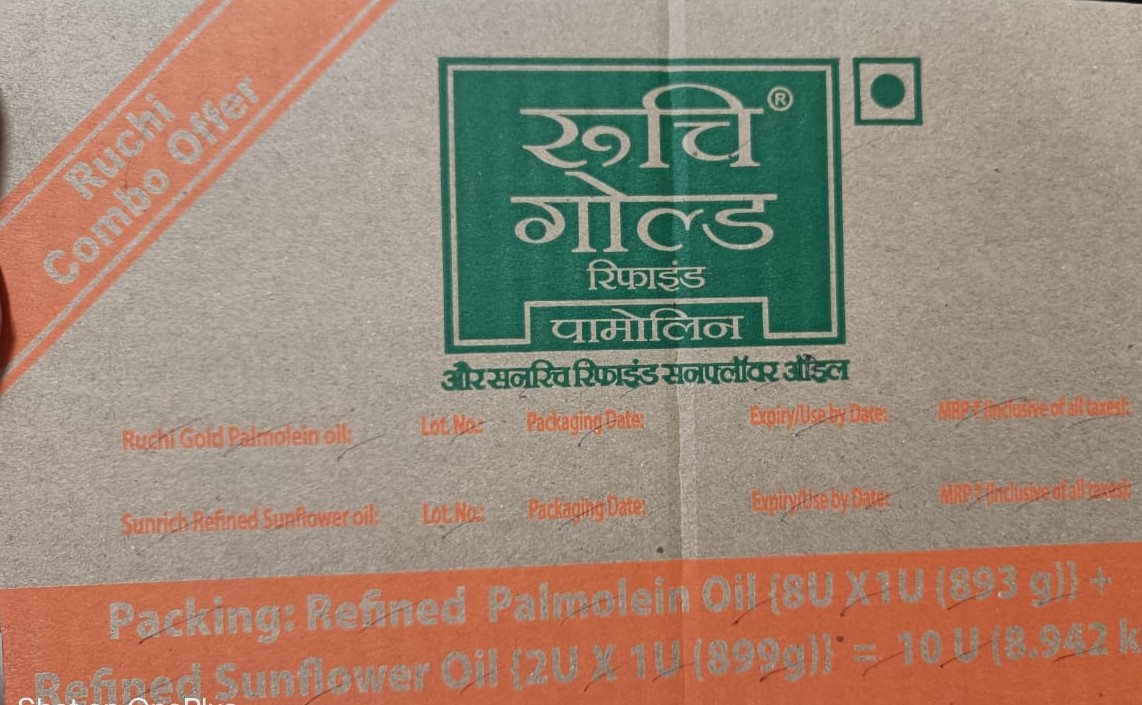 Ruchi
Combo Offer
रुचि®
गोल्ड
रिफाइंड
पामोलिन
और सनरिच रिफाइंड सनफ्लॉवर ऑइल
Ruchi Gold Palmolein oil: Lot. No.: Packaging Date: Expiry/Use by Date: MRP ₹ (Inclusive of all taxes):
Sunrich Refined Sunflower oil: Lot. No.: Packaging Date: Expiry/Use by Date: MRP ₹ (Inclusive of all taxes):
Packing: Refined Palmolein Oil {8U X1U (893 g)} +
Refined Sunflower Oil {2U X 1U (899g)} = 10 U (8.942 k
Shot on OnePlus